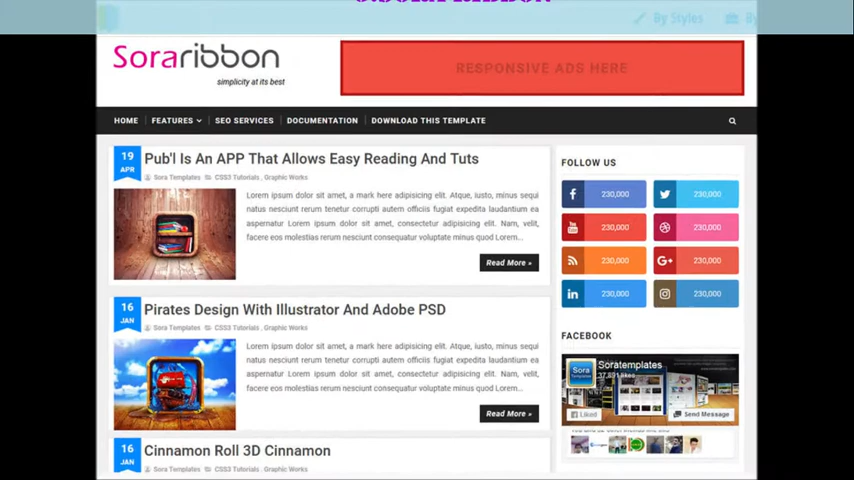 By Styles
By
Soraribbon
simplicity at its best
RESPONSIVE ADS HERE
HOME FEATURES SEO SERVICES DOCUMENTATION DOWNLOAD THIS TEMPLATE
19 APR
Pub'l Is An APP That Allows Easy Reading And Tuts
Sora Templates CSS3 Tutorials , Graphic Works
Lorem ipsum dolor sit amet, a mark here adipisicing elit. Atque, iusto, minus sequi
natus nesciunt rerum tenetur corrupti autem officiis fugiat expedita laudantium ea
aspernatur Lorem ipsum dolor sit amet, consectetur adipisicing elit. Nam, velit,
facere eos molestias rerum nesciunt consequatur voluptate minus quod Lorem...
Read More »
16 JAN
Pirates Design With Illustrator And Adobe PSD
Sora Templates CSS3 Tutorials , Graphic Works
Lorem ipsum dolor sit amet, a mark here adipisicing elit. Atque, iusto, minus sequi
natus nesciunt rerum tenetur corrupti autem officiis fugiat expedita laudantium ea
aspernatur Lorem ipsum dolor sit amet, consectetur adipisicing elit. Nam, velit,
facere eos molestias rerum nesciunt consequatur voluptate minus quod Lorem...
Read More »
16 JAN
Cinnamon Roll 3D Cinnamon
Sora Templates CSS3 Tutorials , Graphic Works
FOLLOW US
230,000 230,000
230,000 230,000
230,000 230,000
230,000 230,000
FACEBOOK
Sora Templates
Soratemplates
Liked Send Message